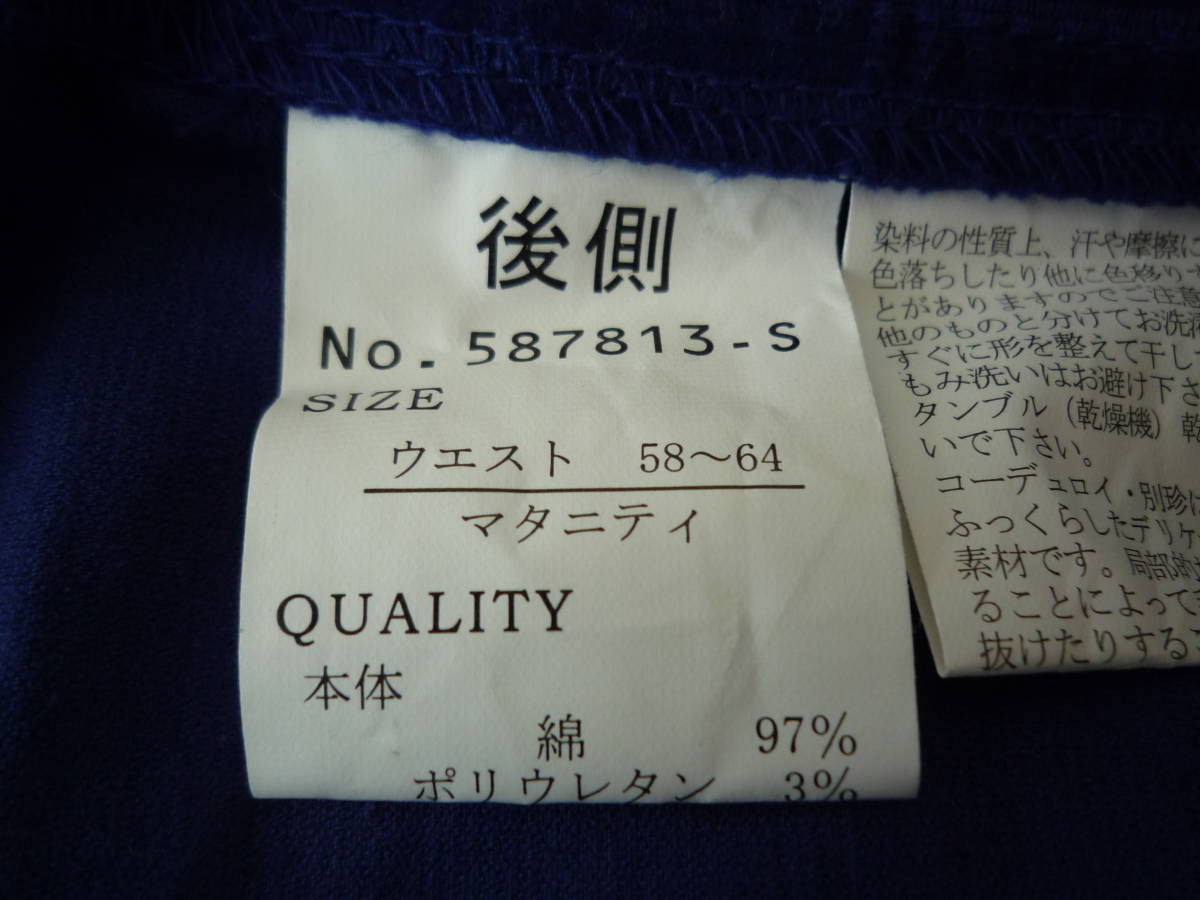 後側
No. 587813-S
SIZE
ウエスト 58～64
マタニティ
QUALITY
本体
綿 97%
ポリウレタン 3%
染料の性質上、汗や摩擦に
色落ちしたり他に色移り
とがありますのでご注意
他のものと分けてお洗濯
すぐに形を整えて干し
もみ洗いはお避け下さ
タンブル（乾燥機）乾
いで下さい。
コーデュロイ・別珍は
ふっくらしたデリケー
素材です。局部的
ることによって
抜けたりする